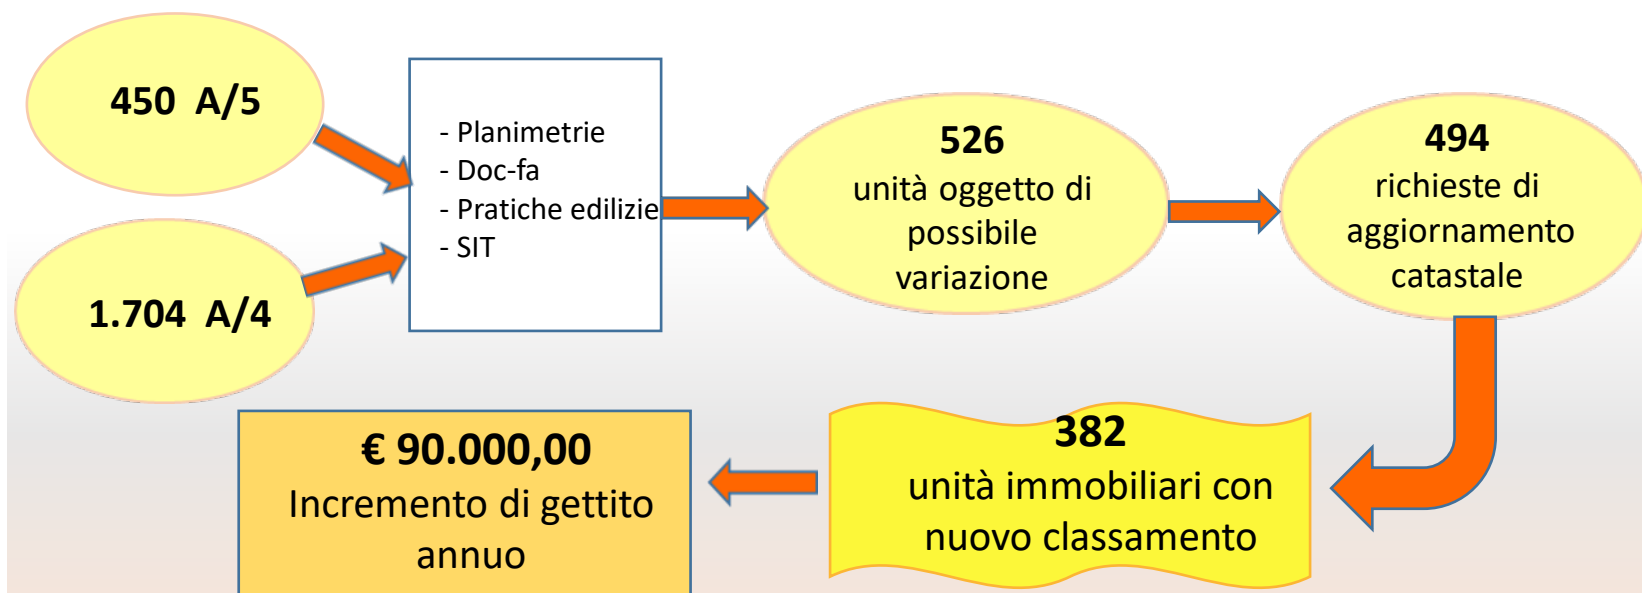 450 A/5
1.704 A/4
- Planimetrie
- Doc-fa
- Pratiche edilizie
- SIT
526
unità oggetto di
possibile
variazione
494
richieste di
aggiornamento
catastale
382
unità immobiliari con
nuovo classamento
€ 90.000,00
Incremento di gettito
annuo